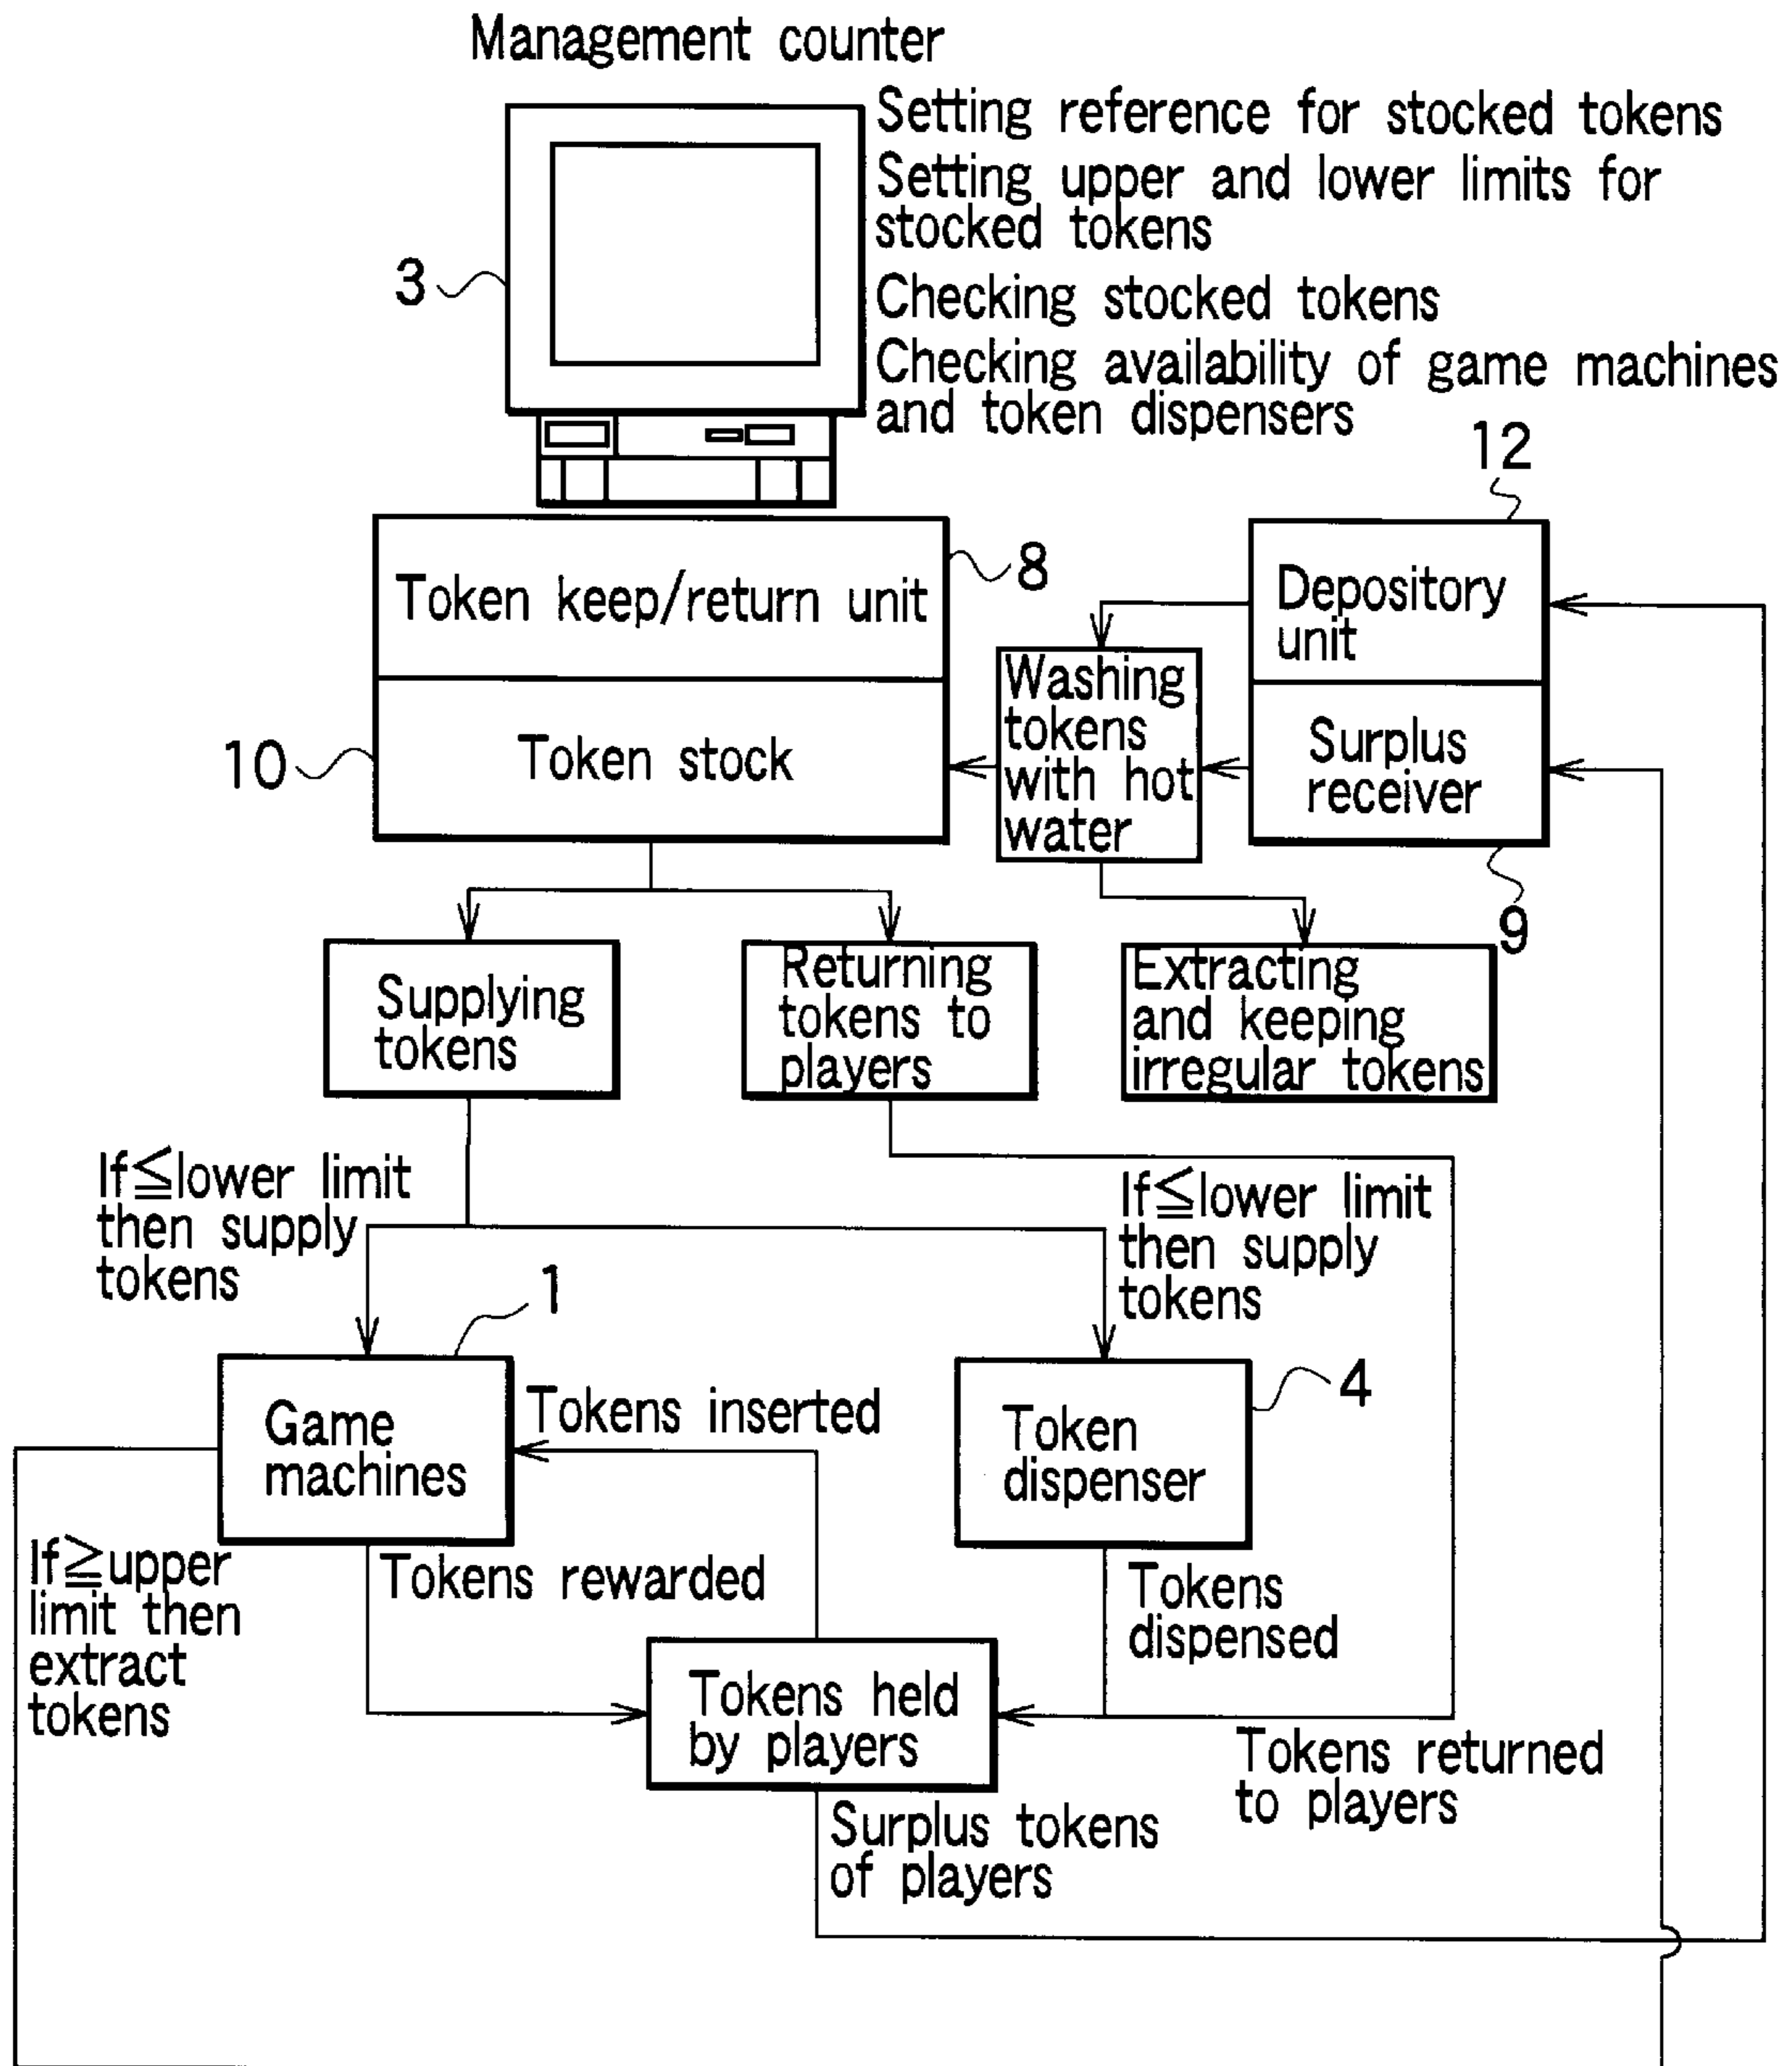 Management counter
Setting reference for stocked tokens
Setting upper and lower limits for
stocked tokens
3
Checking stocked tokens
Checking availability of game machines
and token dispensers
12
Token keep/return unit
8
Depository
unit
Washing
tokens
with hot
water
10
Token stock
Surplus
receiver
9
Supplying
tokens
Returning
tokens to
players
Extracting
and keeping
irregular tokens
If≦lower limit
then supply
tokens
If≦lower limit
then supply
tokens
1
Game
machines
Tokens inserted
Token
dispenser
4
If≧upper
limit then
extract
tokens
Tokens rewarded
Tokens
dispensed
Tokens held
by players
Tokens returned
to players
Surplus tokens
of players